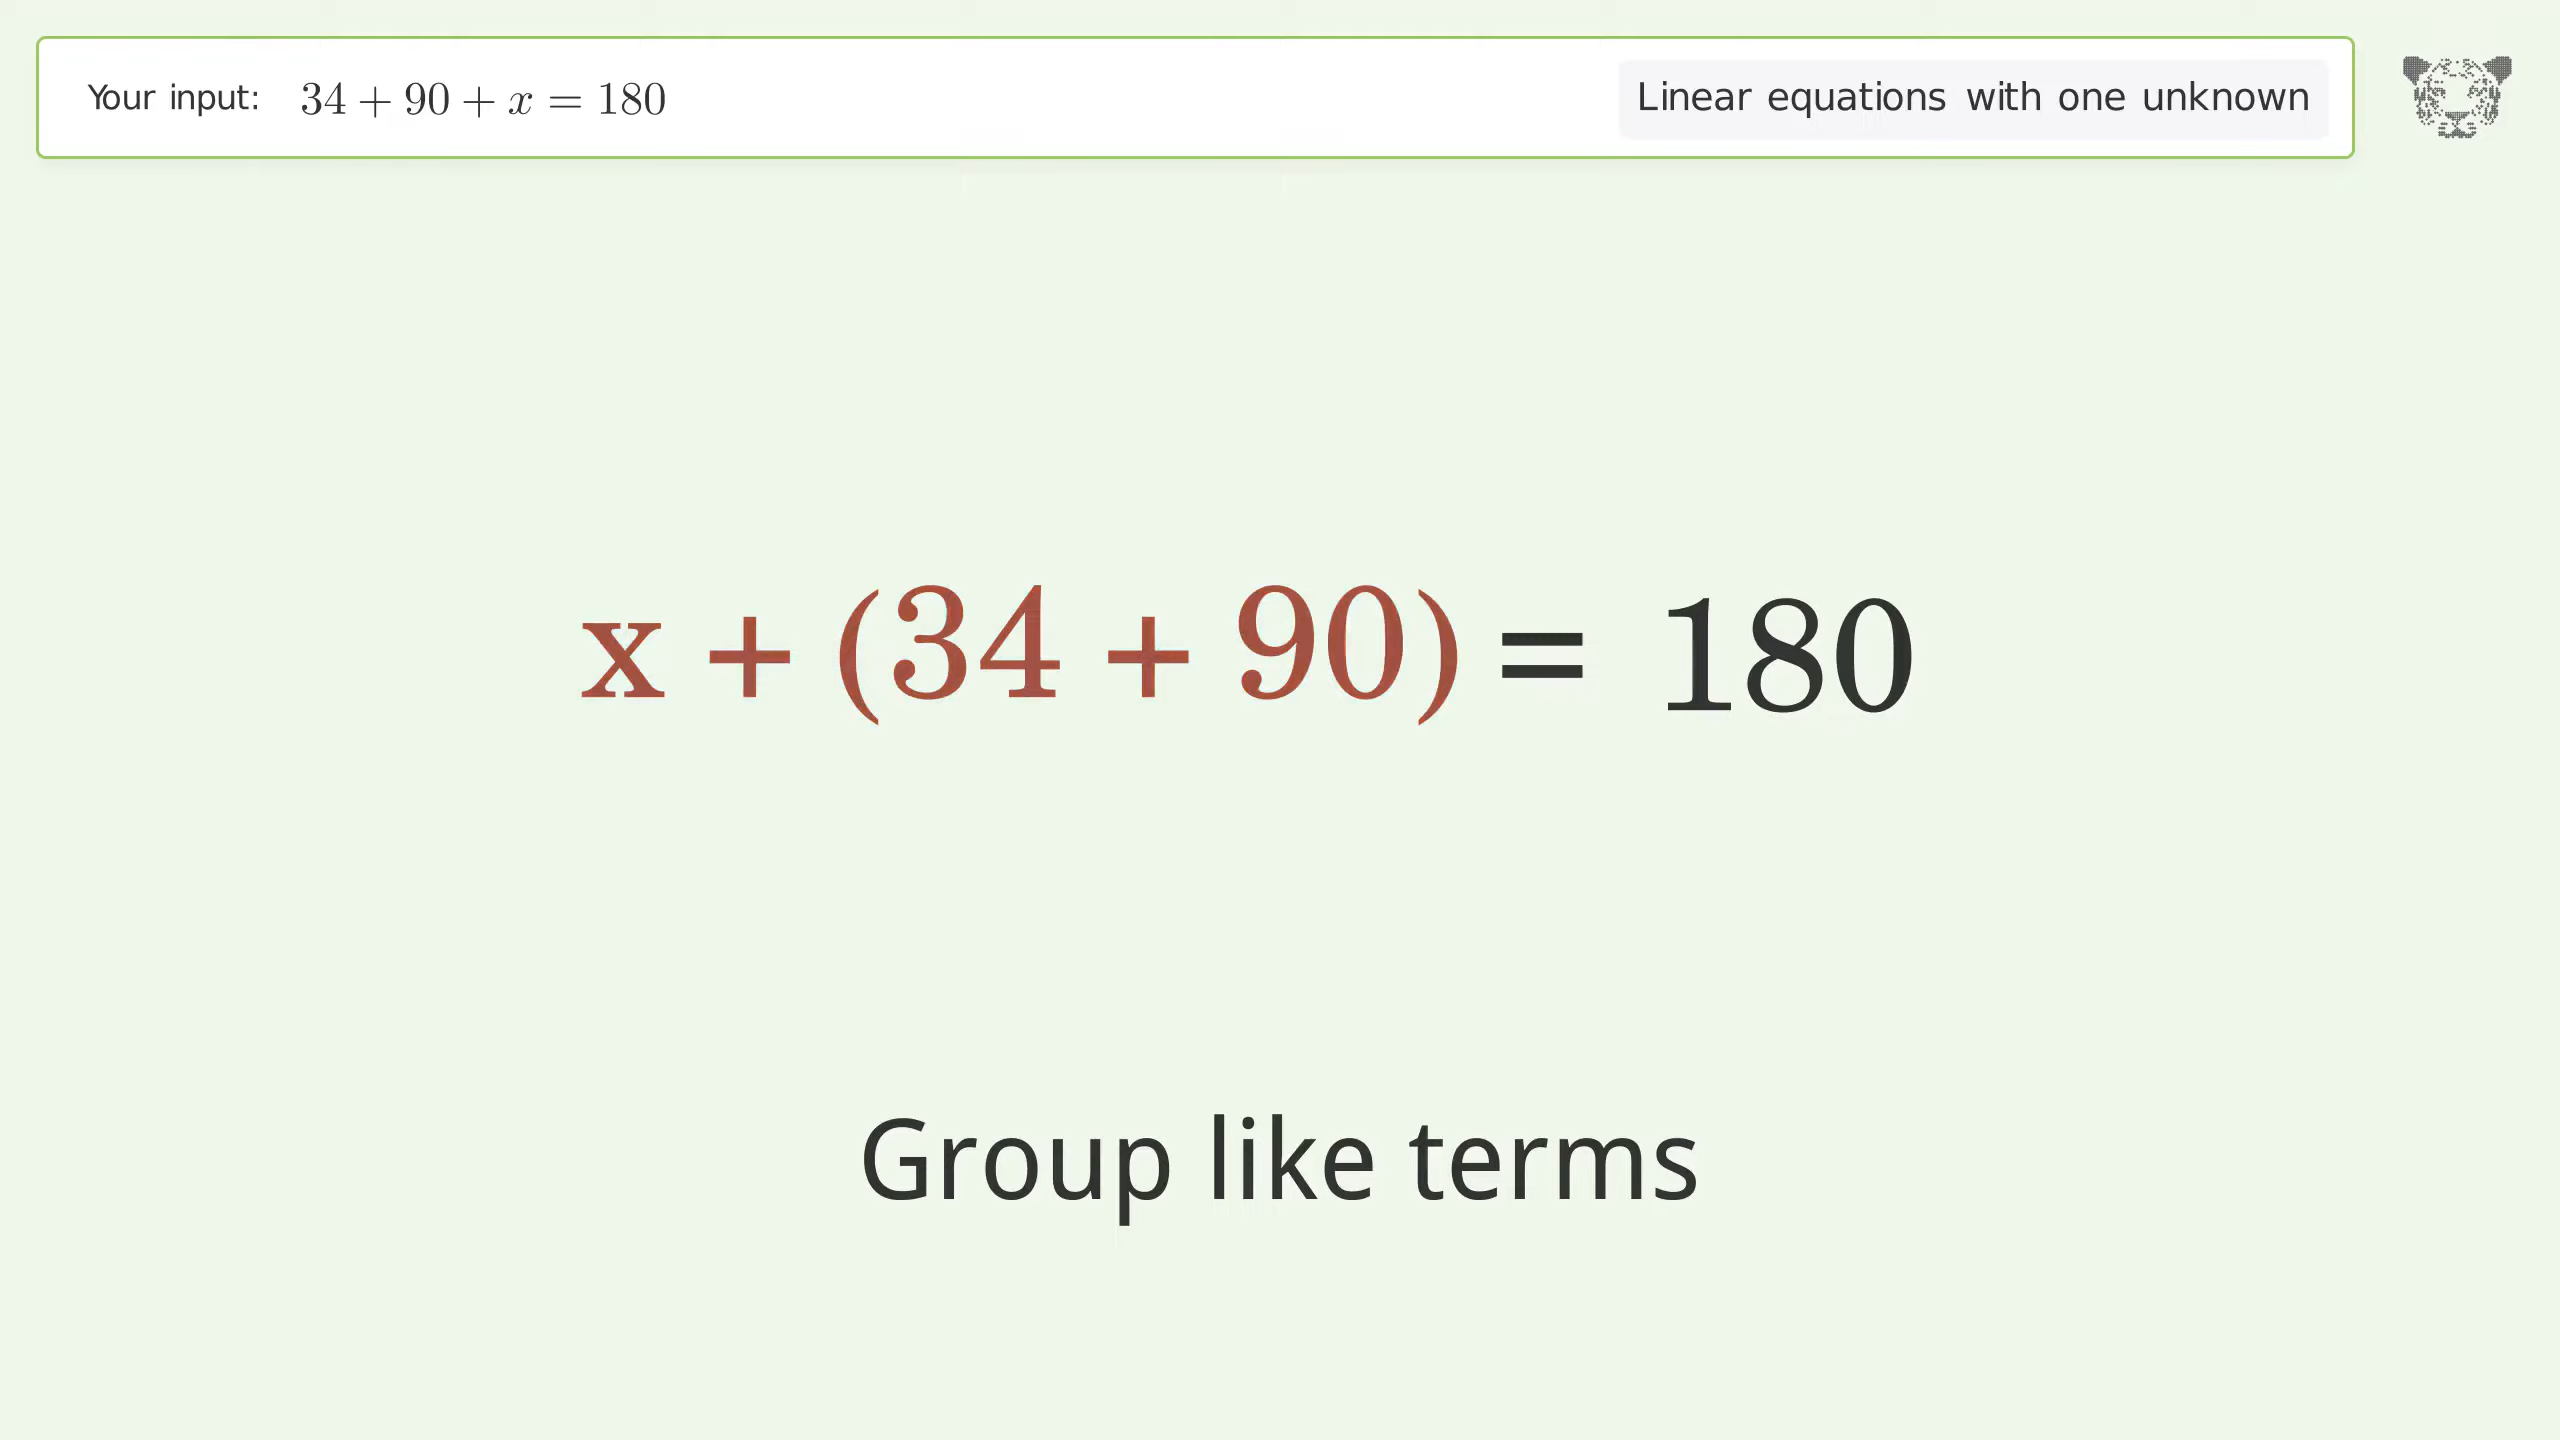 Your input: 34 + 90 + x = 180
Linear equations with one unknown
x + (34 + 90) = 180
Group like terms